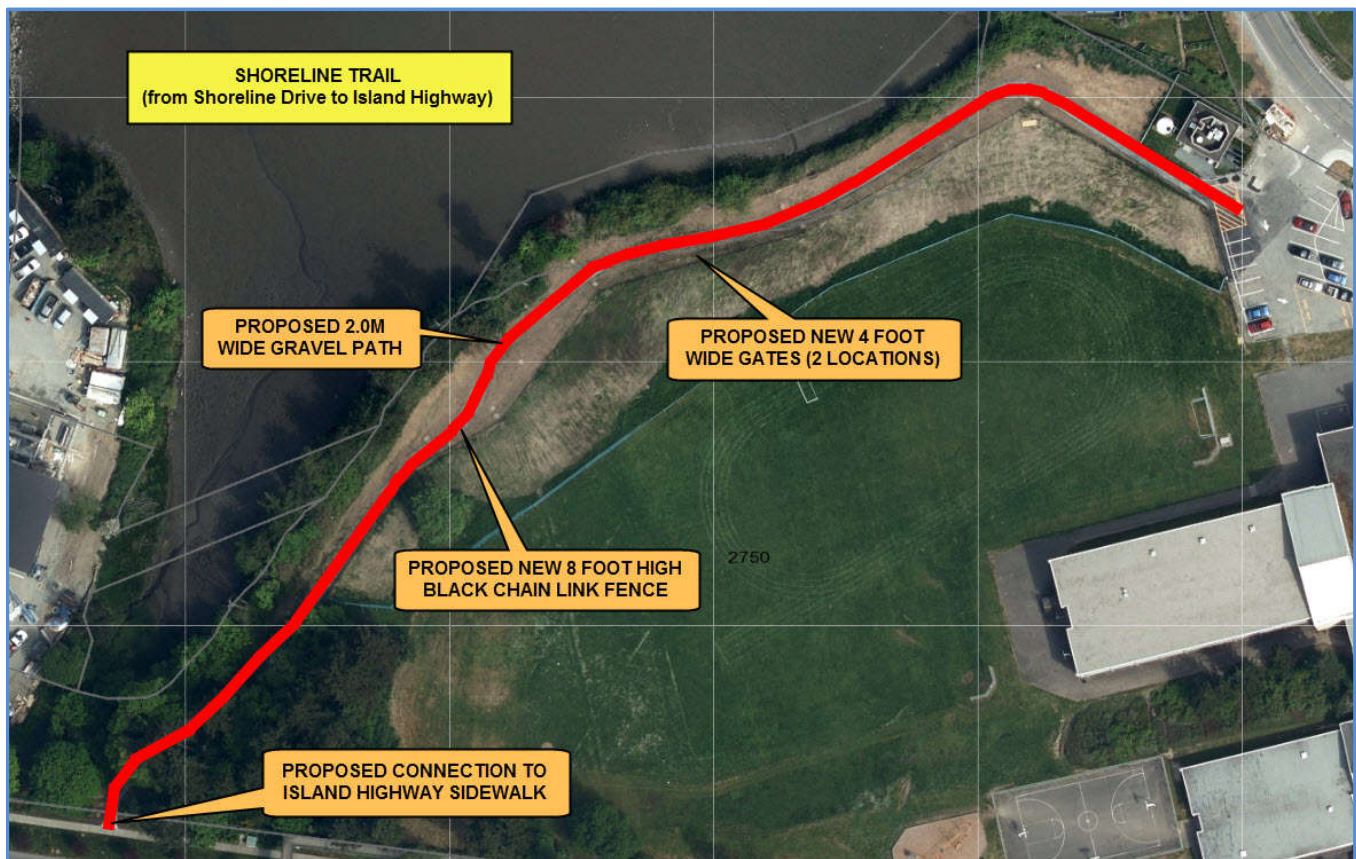 SHORELINE TRAIL
(from Shoreline Drive to Island Highway)
PROPOSED 2.0M
WIDE GRAVEL PATH
PROPOSED NEW 4 FOOT
WIDE GATES (2 LOCATIONS)
PROPOSED NEW 8 FOOT HIGH
BLACK CHAIN LINK FENCE
2750
PROPOSED CONNECTION TO
ISLAND HIGHWAY SIDEWALK